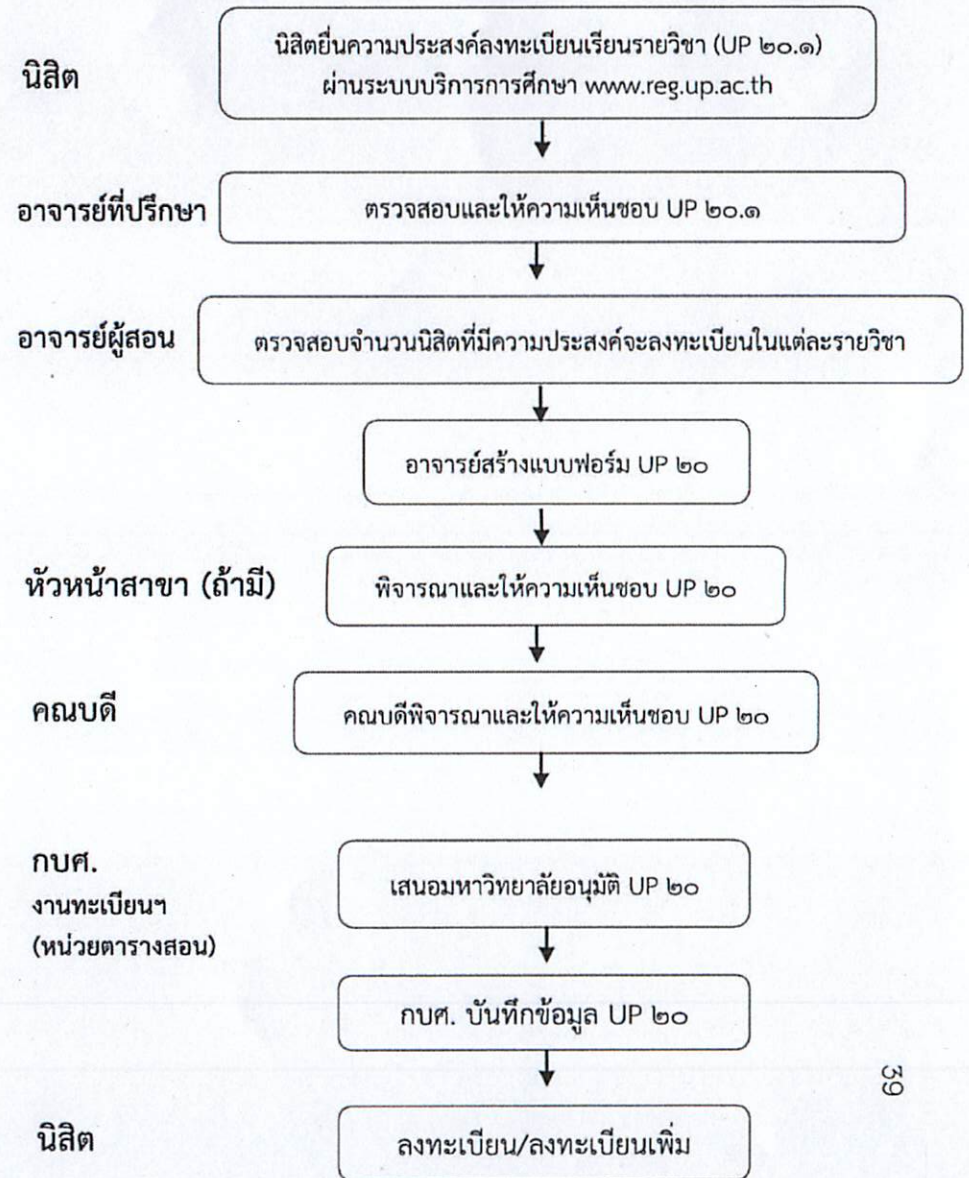 นิสิตยื่นความประสงค์ลงทะเบียนเรียนรายวิชา (UP ๒๐.๑)
นิสิต
ผ่านระบบบริการการศึกษา www.reg.up.ac.th
อาจารย์ที่ปรึกษา
ตรวจสอบและให้ความเห็นชอบ UP ๒๐.๑
อาจารย์ผู้สอน
ตรวจสอบจำนวนนิสิตที่มีความประสงค์จะลงทะเบียนในแต่ละรายวิชา
อาจารย์สร้างแบบฟอร์ม UP ๒๐
หัวหน้าสาขา (ถ้ามี)
พิจารณาและให้ความเห็นชอบ UP ๒๐
คณบดี
คณบดีพิจารณาและให้ความเห็นชอบ UP ๒๐
กบศ.
งานทะเบียนฯ
(หน่วยตารางสอน)
เสนอมหาวิทยาลัยอนุมัติ UP ๒๐
กบศ. บันทึกข้อมูล UP ๒๐
39
นิสิต
ลงทะเบียน/ลงทะเบียนเพิ่ม